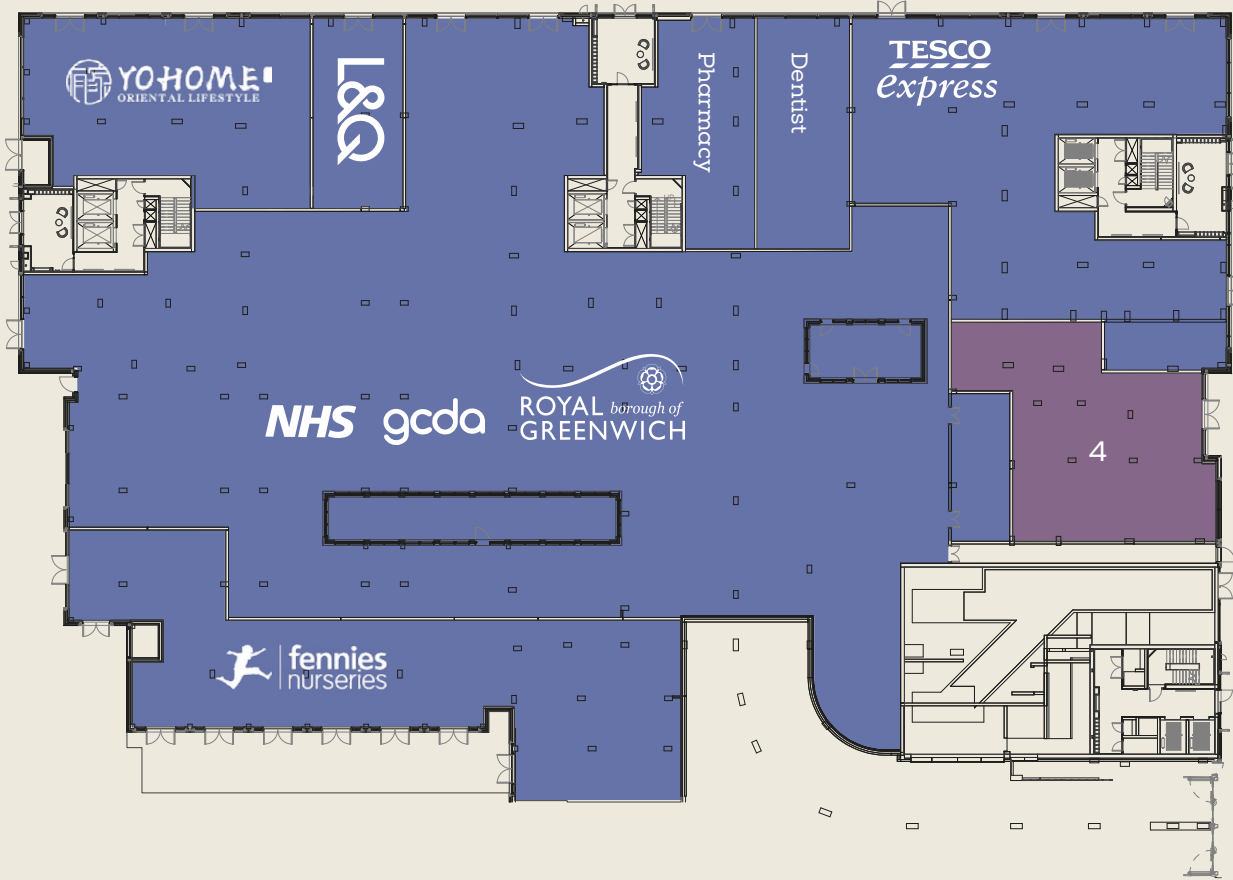 YOHOME
ORIENTAL LIFESTYLE
L&Q
Pharmacy
Dentist
TESCO
express
NHS
gcda
ROYAL borough of
GREENWICH
4
fennies
nurseries